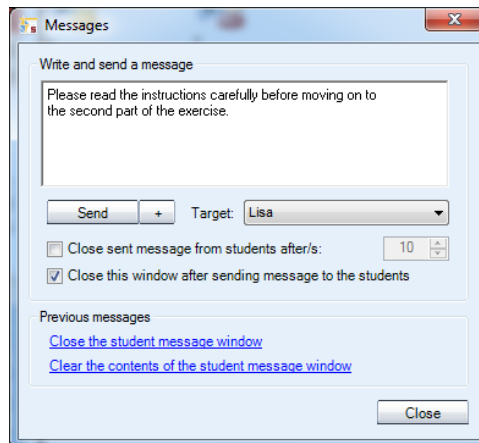 Messages
Write and send a message
Please read the instructions carefully before moving on to
the second part of the exercise.
Send + Target: Lisa
Close sent message from students after/s: 10
Close this window after sending message to the students
Previous messages
Close the student message window
Clear the contents of the student message window
Close